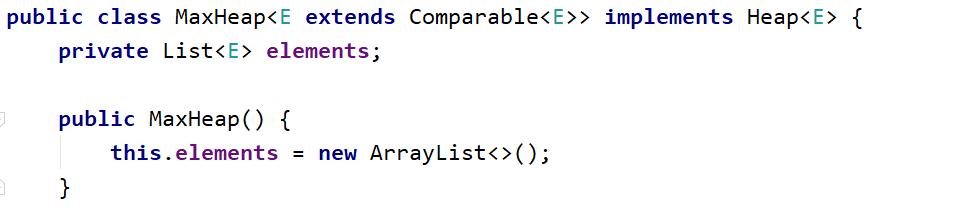 public class MaxHeap<E extends Comparable<E>> implements Heap<E> {
private List<E> elements;
public MaxHeap() {
this.elements = new ArrayList<>();
}